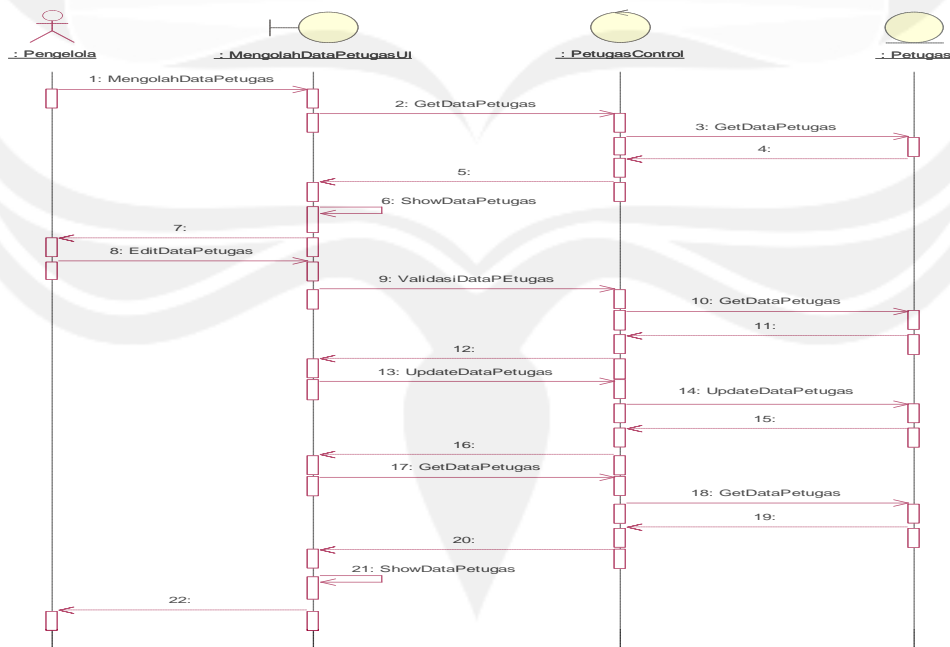 : Pengelola
: MengolahDataPetugasUI
: PetugasControl
: Petugas
1: MengolahDataPetugas
2: GetDataPetugas
3: GetDataPetugas
4:
5:
6: ShowDataPetugas
7:
8: EditDataPetugas
9: ValidasiDataPEtugas
10: GetDataPetugas
11:
12:
13: UpdateDataPetugas
14: UpdateDataPetugas
15:
16:
17: GetDataPetugas
18: GetDataPetugas
19:
20:
21: ShowDataPetugas
22: